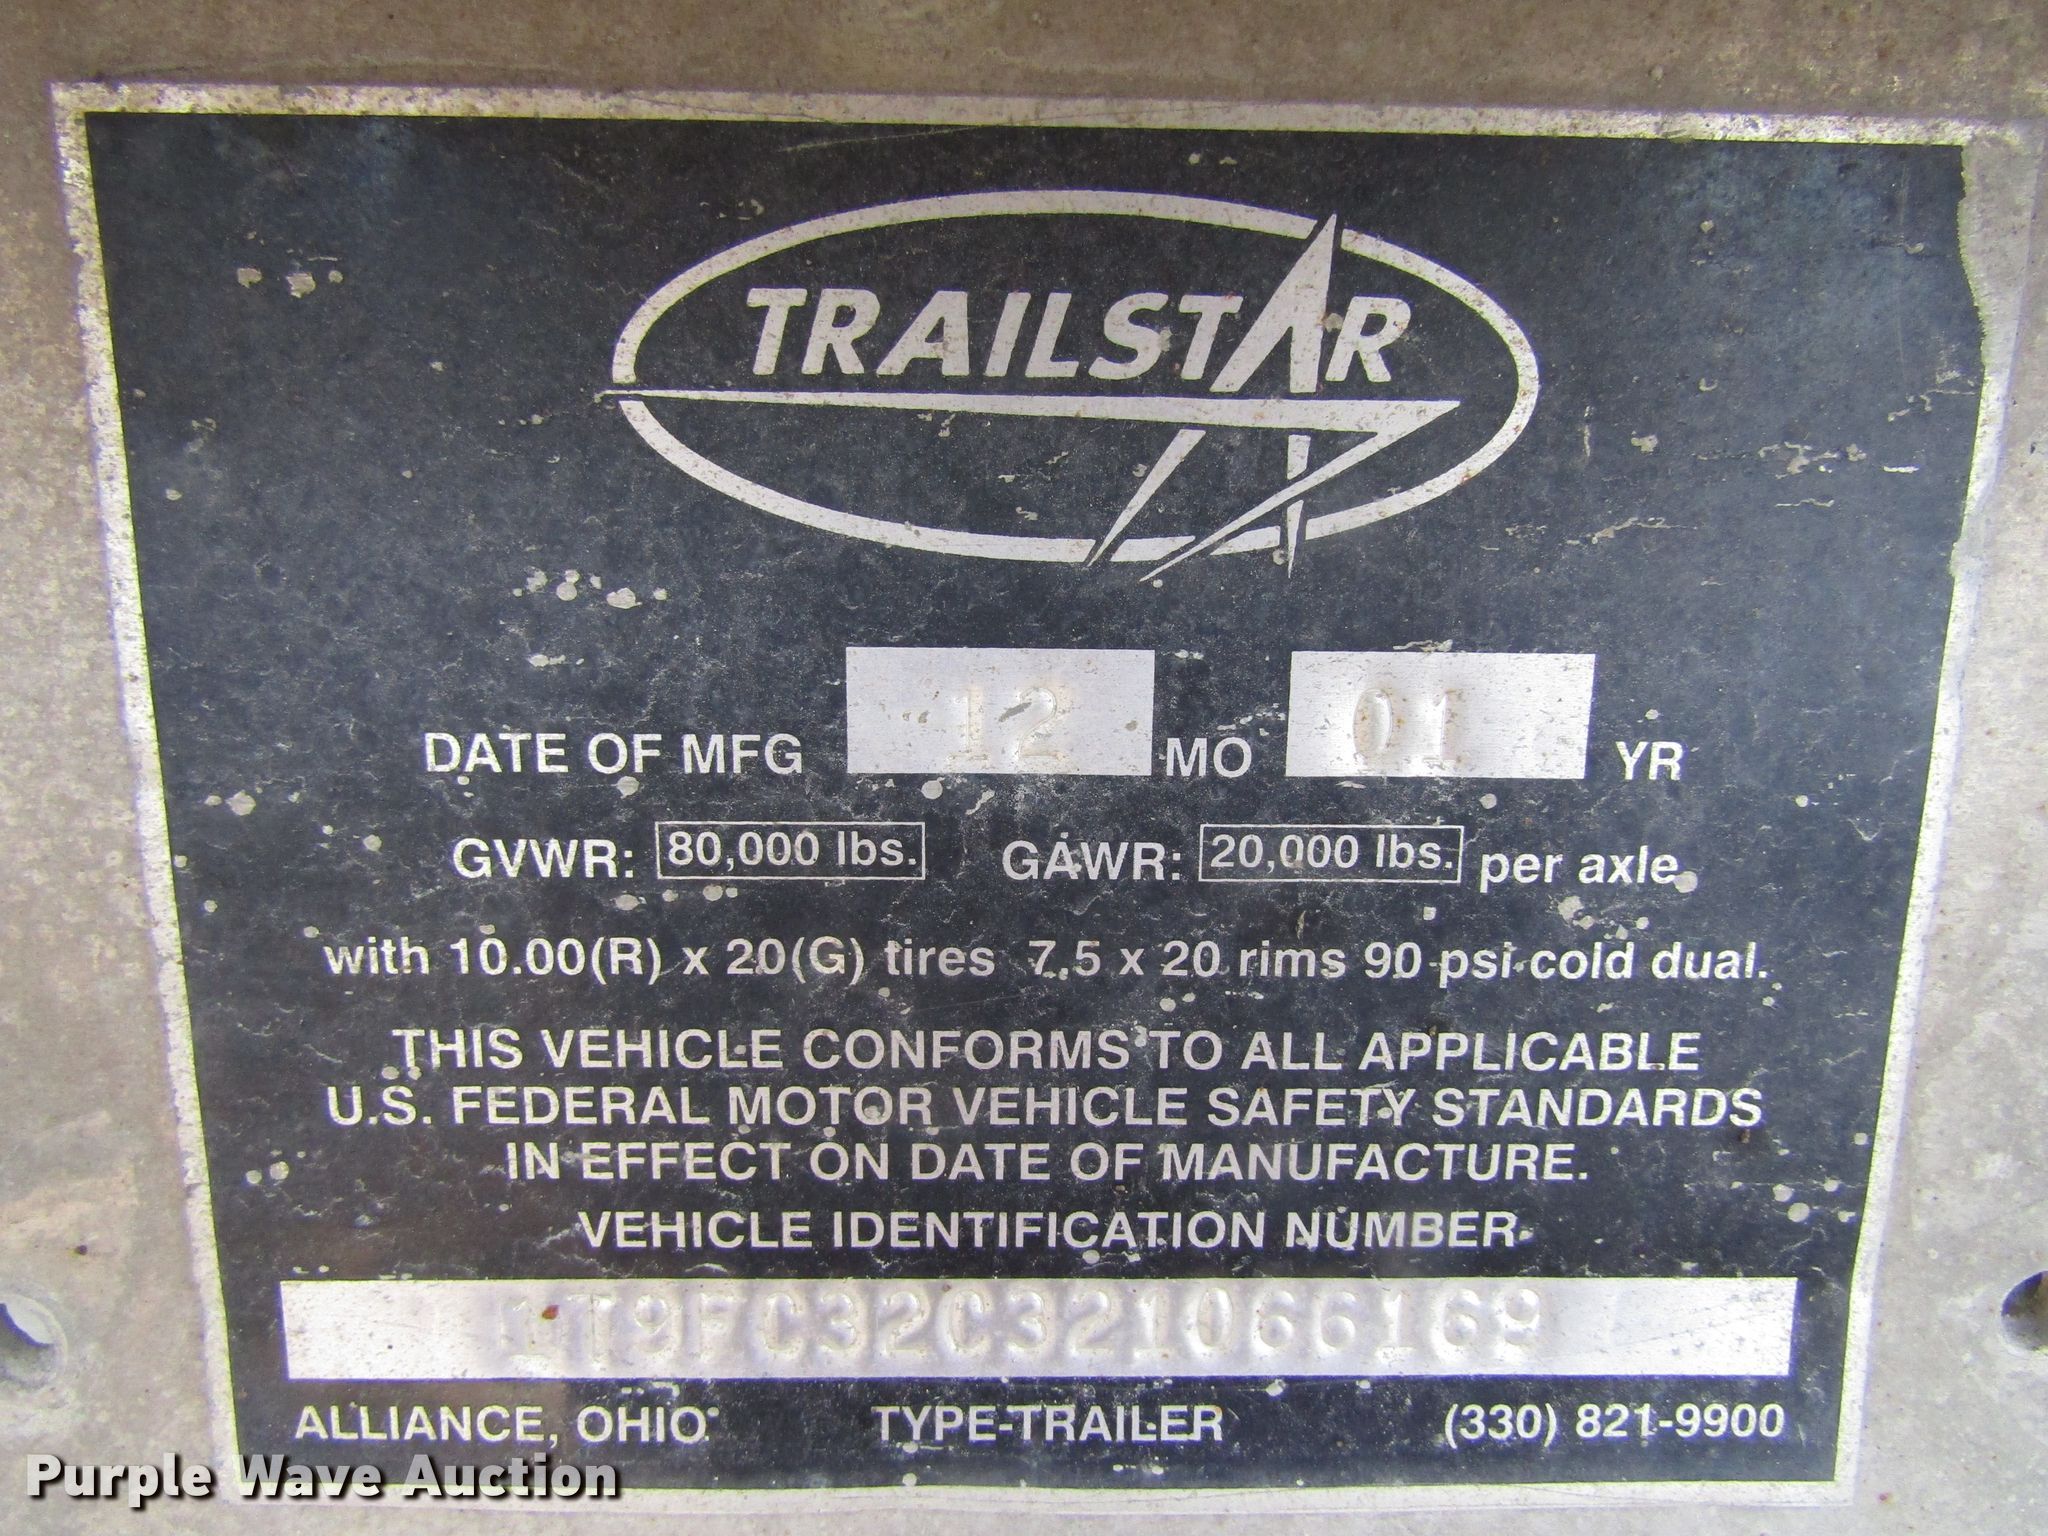 TRAILSTAR
DATE OF MFG 12 MO 01 YR
GVWR: 80,000 lbs. GAWR: 20,000 lbs. per axle
with 10.00(R) x 20(G) tires 7.5 x 20 rims 90 psi cold dual.
THIS VEHICLE CONFORMS TO ALL APPLICABLE
U.S. FEDERAL MOTOR VEHICLE SAFETY STANDARDS
IN EFFECT ON DATE OF MANUFACTURE.
VEHICLE IDENTIFICATION NUMBER
1T9FC32C321066169
ALLIANCE, OHIO TYPE-TRAILER (330) 821-9900
Purple Wave Auction